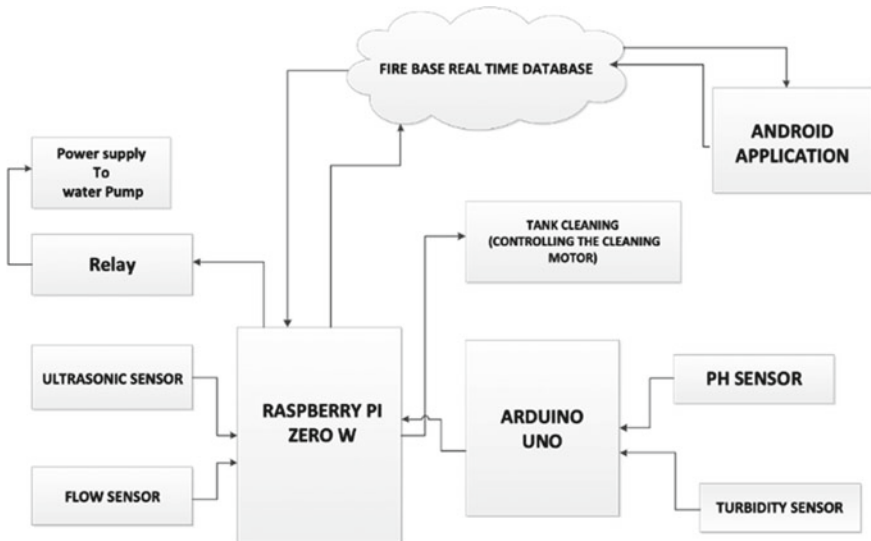 FIRE BASE REAL TIME DATABASE
ANDROID
APPLICATION
Power supply
To
water Pump
TANK CLEANING
(CONTROLLING THE CLEANING
MOTOR)
Relay
ULTRASONIC SENSOR
RASPBERRY PI
ZERO W
ARDUINO
UNO
PH SENSOR
FLOW SENSOR
TURBIDITY SENSOR